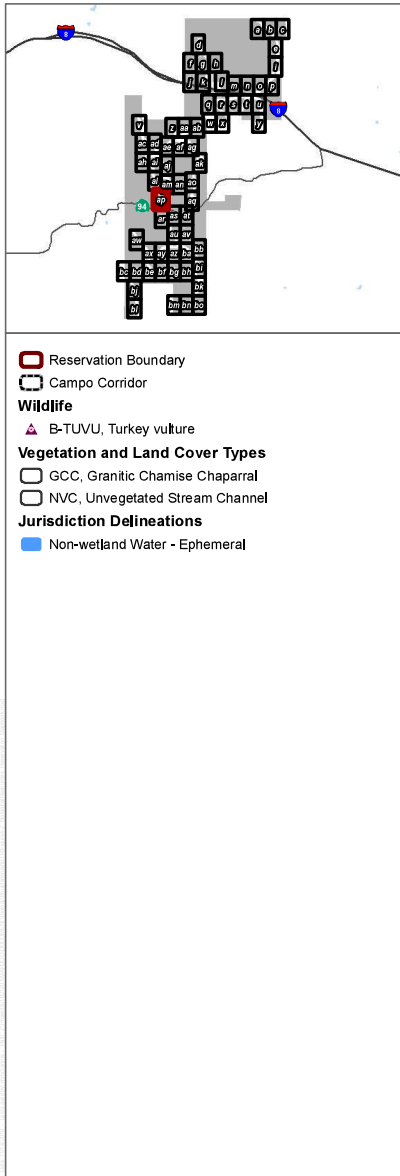 a b c
8
d
e
f g h
i
j k l m n o p
q r s t u
8
v z aa ab w x y
ac ad ae af ag
ah ai aj ak
al am an ao
94 ap aq
ar as at
aw au av
ax ay az ba bb
bc bd be bf bg bh bi
bj bk
bl bm bn bo
Reservation Boundary
Campo Corridor
Wildlife
B-TUVU, Turkey vulture
Vegetation and Land Cover Types
GCC, Granitic Chamise Chaparral
NVC, Unvegetated Stream Channel
Jurisdiction Delineations
Non-wetland Water - Ephemeral